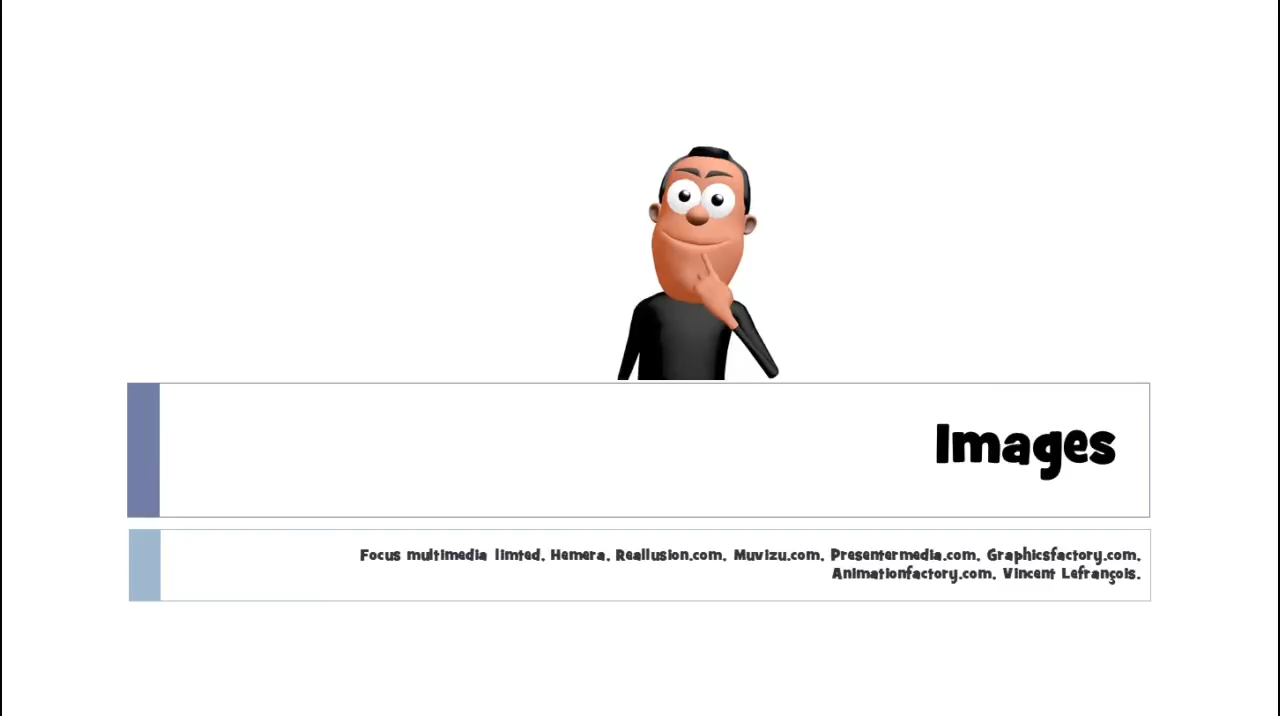 Images
Focus multimedia limted, Hemera, Reallusion.com, Muvizu.com, Presentermedia.com, Graphicsfactory.com,
Animationfactory.com, Vincent Lefrançois.